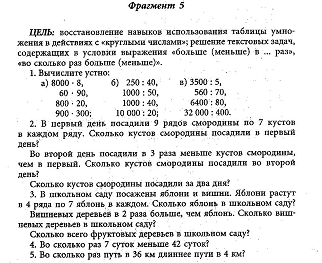 Фрагмент 5
ЦЕЛЬ: восстановление навыков использования таблицы умно-
жения в действиях с «круглыми числами»; решение текстовых задач,
содержащих в условии выражения «больше (меньше) в ... раз»,
«во сколько раз больше (меньше)».
1. Вычислите устно:
а) 8000 · 8, б) 250 : 40, в) 3500 : 5,
60 · 90, 1000 : 50, 560 : 70,
800 · 20, 1000 : 40, 6400 : 80,
900 · 300; 10 000 : 20; 32 000 : 400.
2. В первый день посадили 9 рядов смородины по 7 кустов
в каждом ряду. Сколько кустов смородины посадили в первый
день?
Во второй день посадили в 3 раза меньше кустов смородины,
чем в первый. Сколько кустов смородины посадили во второй
день?
Сколько кустов смородины посадили за два дня?
3. В школьном саду посажены яблони и вишни. Яблони растут
в 4 ряда по 7 яблонь в каждом. Сколько яблонь в школьном саду?
Вишневых деревьев в 2 раза больше, чем яблонь. Сколько виш-
невых деревьев в школьном саду?
Сколько всего фруктовых деревьев в школьном саду?
4. Во сколько раз 7 суток меньше 42 суток?
5. Во сколько раз путь в 36 км длиннее пути в 4 км?